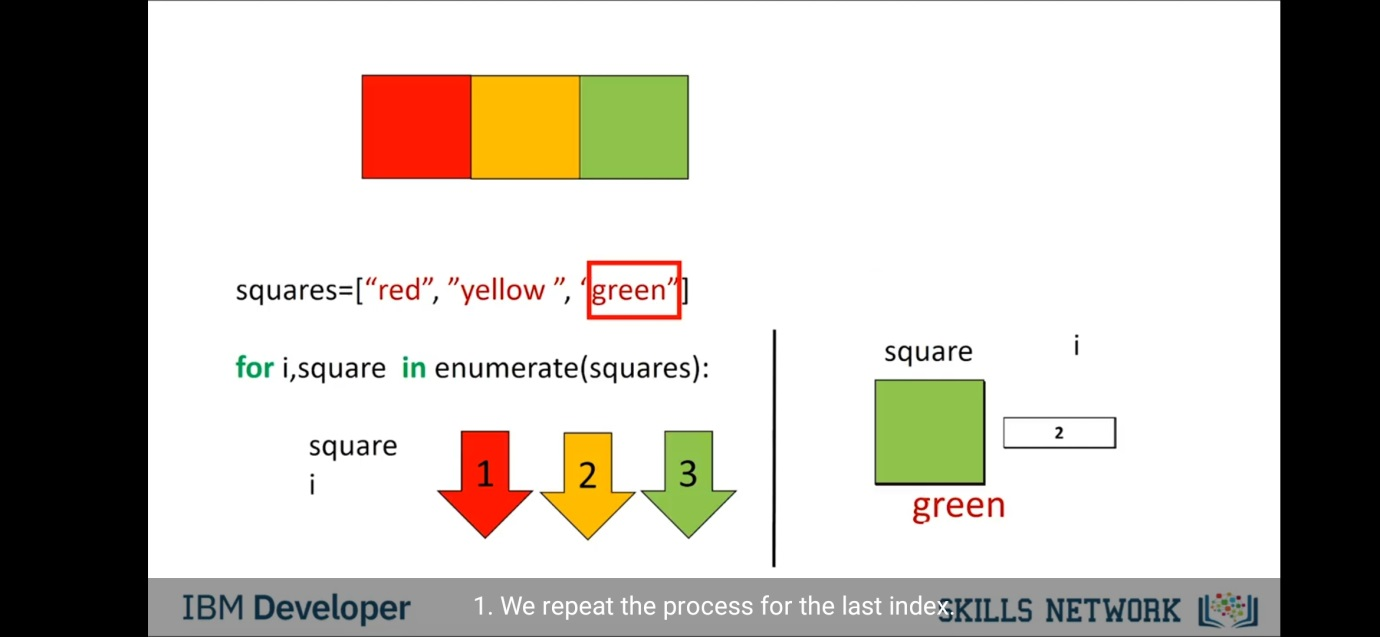 squares=[“red”, ”yellow ”, “green”]
for i,square in enumerate(squares):
square
i
1 2 3
square i
2
green
IBM Developer
1. We repeat the process for the last index.
SKILLS NETWORK